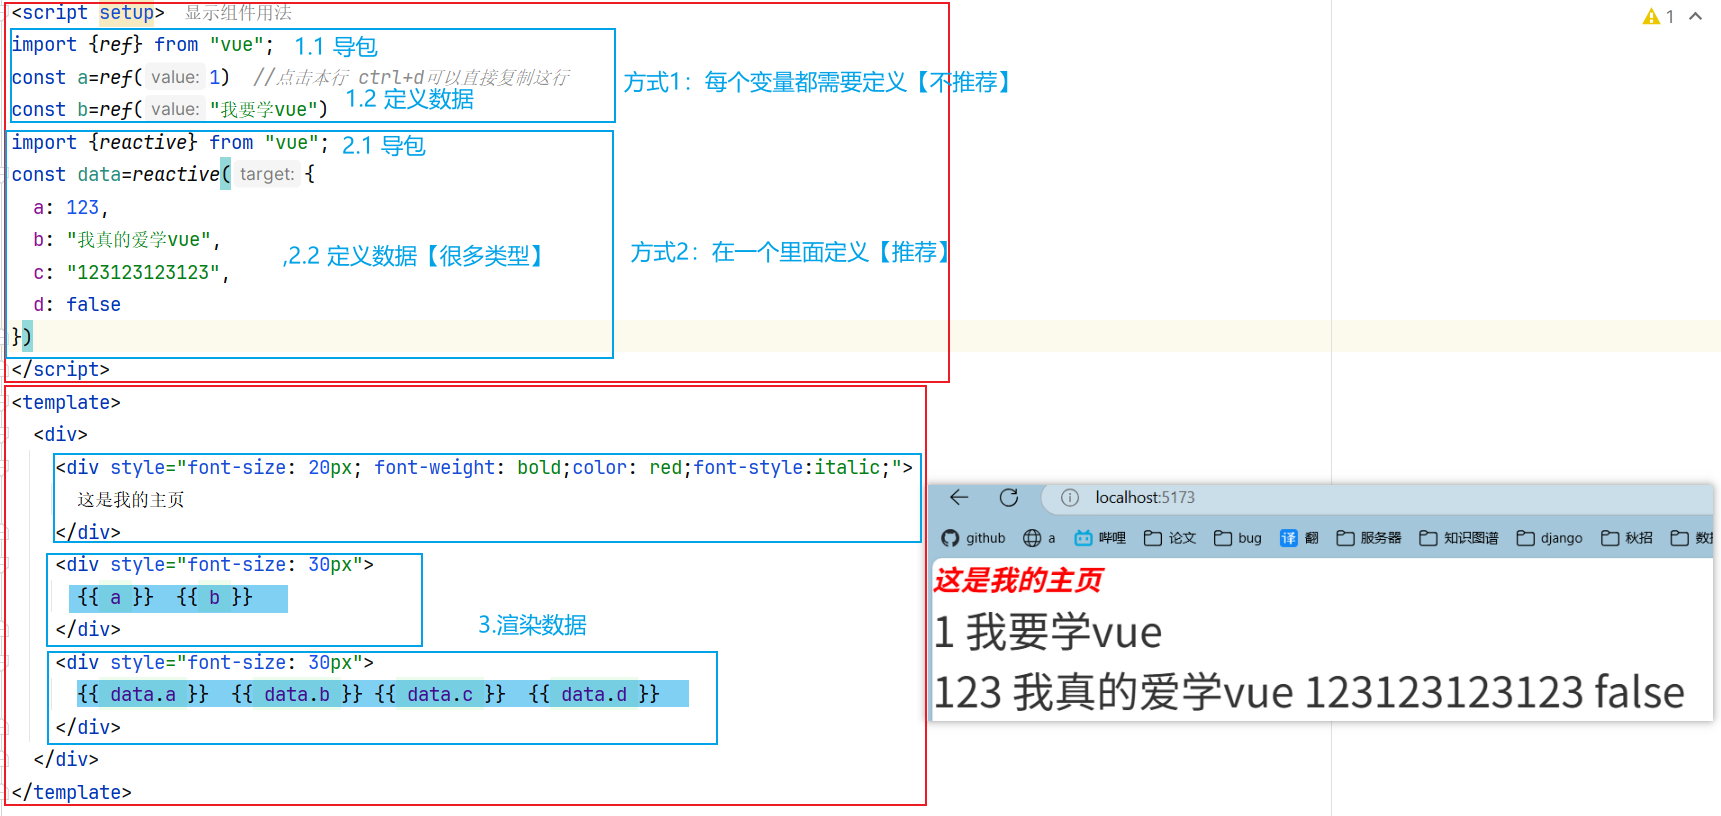 <script setup> 显示组件用法
import {ref} from "vue"; 1.1 导包
const a=ref( value: 1) //点击本行 ctrl+d可以直接复制这行
1.2 定义数据
const b=ref( value: "我要学vue")
方式1：每个变量都需要定义【不推荐】
import {reactive} from "vue"; 2.1 导包
const data=reactive( target: {
a: 123,
b: "我真的爱学vue",
,2.2 定义数据【很多类型】
方式2：在一个里面定义【推荐】
c: "123123123123",
d: false
})
</script>
<template>
<div>
<div style="font-size: 20px; font-weight: bold;color: red;font-style:italic;">
这是我的主页
</div>
<div style="font-size: 30px">
{{ a }} {{ b }}
</div>
3.渲染数据
<div style="font-size: 30px">
{{ data.a }} {{ data.b }} {{ data.c }} {{ data.d }}
</div>
</div>
</template>
1
localhost:5173
github a 哔哩 论文 bug 译 翻 服务器 知识图谱 django 秋招
这是我的主页
1 我要学vue
123 我真的爱学vue 123123123123 false